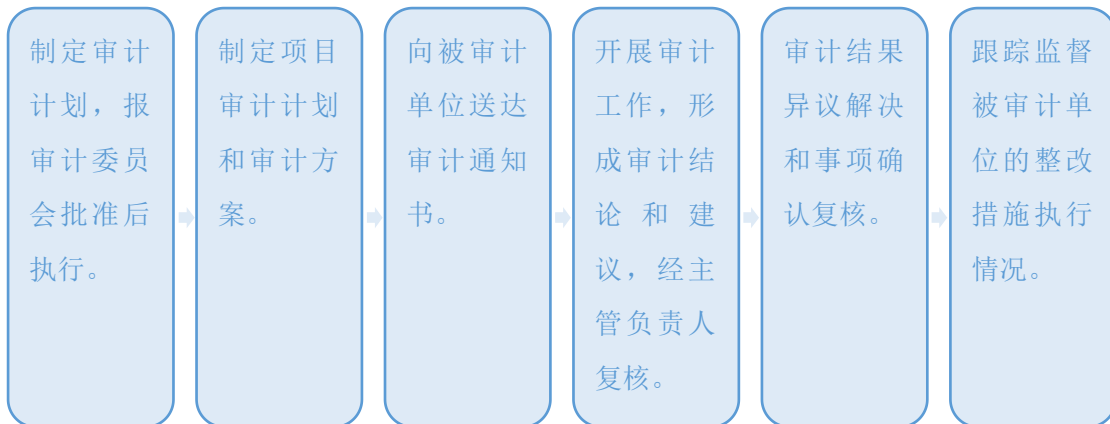 制定审计
计划，报
审计委员
会批准后
执行。
制定项目
审计计划
和审计方
案。
向被审计
单位送达
审计通知
书。
开展审计
工作，形
成审计结
论和建
议，经主
管负责人
复核。
审计结果
异议解决
和事项确
认复核。
跟踪监督
被审计单
位的整改
措施执行
情况。